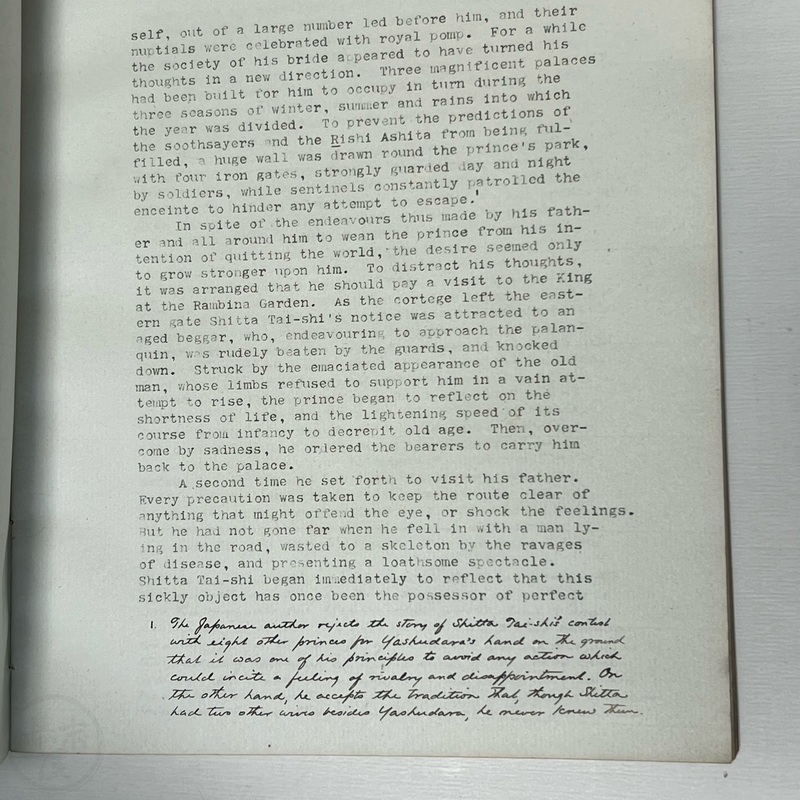 self, out of a large number led before him, and their
nuptials were celebrated with royal pomp. For a while
the society of his bride appeared to have turned his
thoughts in a new direction. Three magnificent palaces
had been built for him to occupy in turn during the
three seasons of winter, summer and rains into which
the year was divided. To prevent the predictions of
the soothsayers and the Rishi Ashita from being ful-
filled, a huge wall was drawn round the prince's park,
with four iron gates, strongly guarded day and night
by soldiers, while sentinels constantly patrolled the
enceinte to hinder any attempt to escape.¹
In spite of the endeavours thus made by his fath-
er and all around him to wean the prince from his in-
tention of quitting the world, the desire seemed only
to grow stronger upon him. To distract his thoughts,
it was arranged that he should pay a visit to the King
at the Rambina Garden. As the cortege left the east-
ern gate Shitta Tai-shi's notice was attracted to an
aged beggar, who, endeavouring to approach the palan-
quin, was rudely beaten by the guards, and knocked
down. Struck by the emaciated appearance of the old
man, whose limbs refused to support him in a vain at-
tempt to rise, the prince began to reflect on the
shortness of life, and the lightening speed of its
course from infancy to decrepit old age. Then, over-
come by sadness, he ordered the bearers to carry him
back to the palace.
A second time he set forth to visit his father.
Every precaution was taken to keep the route clear of
anything that might offend the eye, or shock the feelings.
But he had not gone far when he fell in with a man ly-
ing in the road, wasted to a skeleton by the ravages
of disease, and presenting a loathsome spectacle.
Shitta Tai-shi began immediately to reflect that this
sickly object has once been the possessor of perfect
1. The Japanese author rejects the story of Shitta Tai-shi's contest
with eight other princes for Yashudara's hand on the ground
that it was one of his principles to avoid any action which
could incite a feeling of rivalry and disappointment. On
the other hand, he accepts the tradition that, though Shitta
had two other wives besides Yashudara, he never knew them.